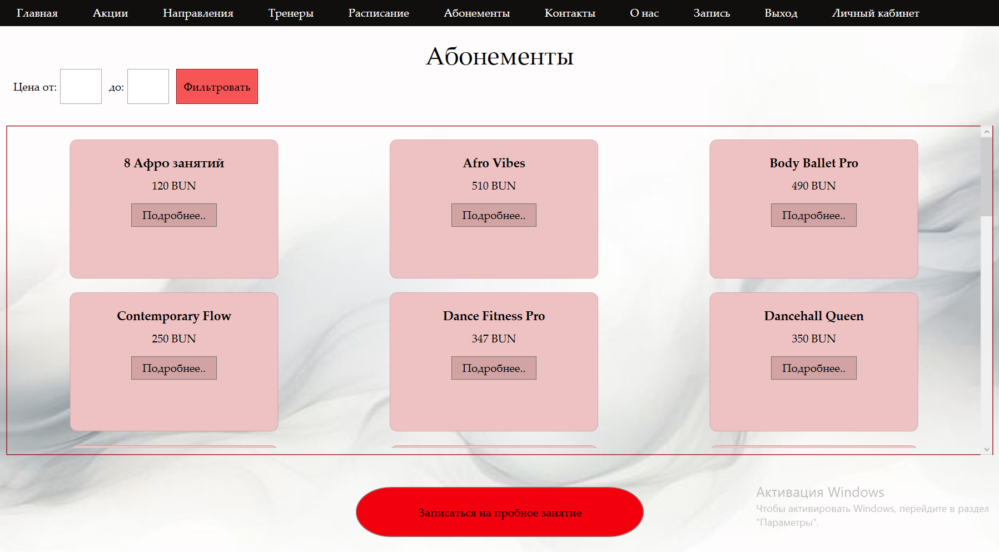 Главная Акции Направления Тренеры Расписание Абонементы Контакты О нас Запись Выход Личный кабинет
Абонементы
Цена от: до: Фильтровать
8 Афро занятий Afro Vibes Body Ballet Pro
120 BUN 510 BUN 490 BUN
Подробнее.. Подробнее.. Подробнее..
Contemporary Flow Dance Fitness Pro Dancehall Queen
250 BUN 347 BUN 350 BUN
Подробнее.. Подробнее.. Подробнее..
Записаться на пробное занятие
Активация Windows
Чтобы активировать Windows, перейдите в раздел
"Параметры".